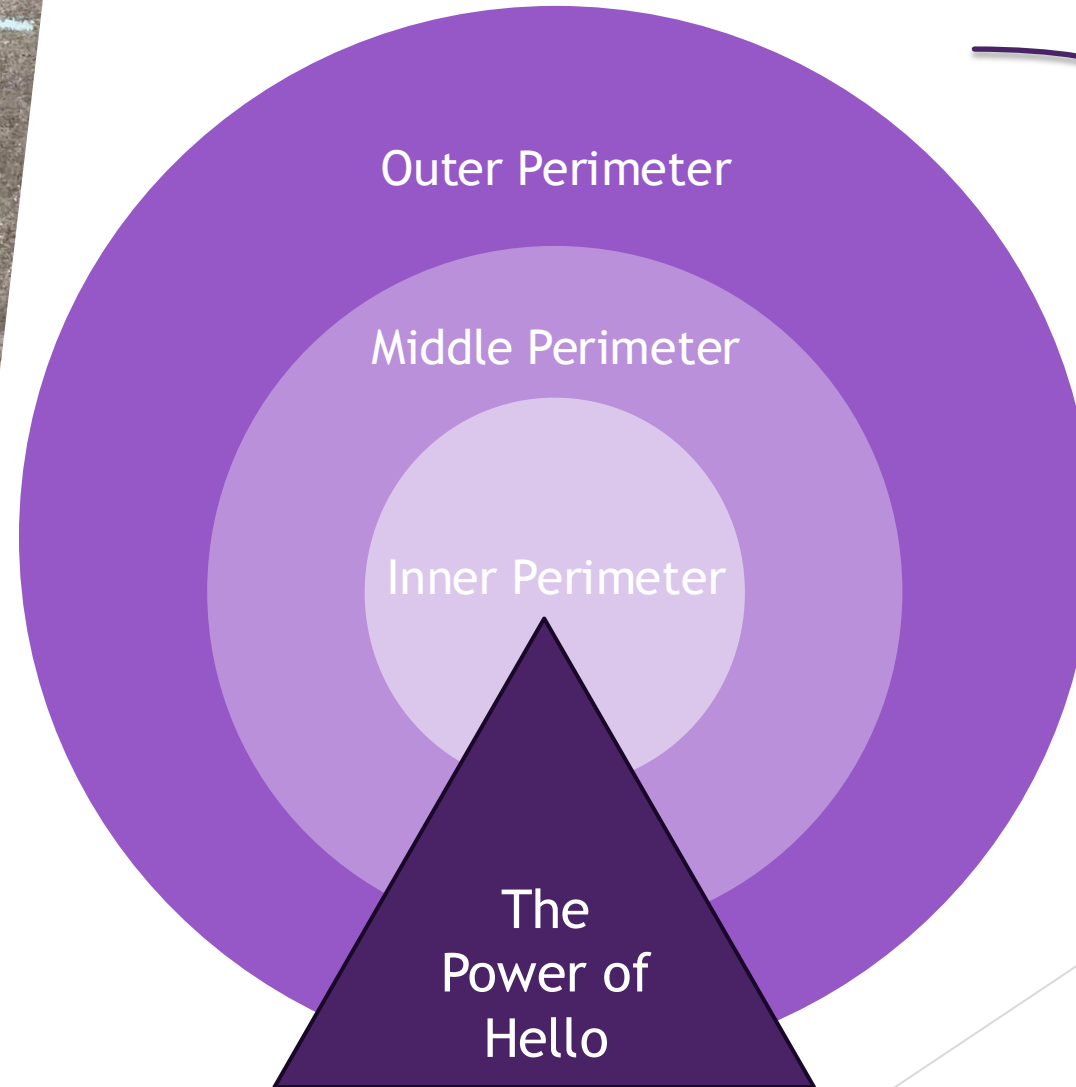 Outer Perimeter
Middle Perimeter
Inner Perimeter
The
Power of
Hello